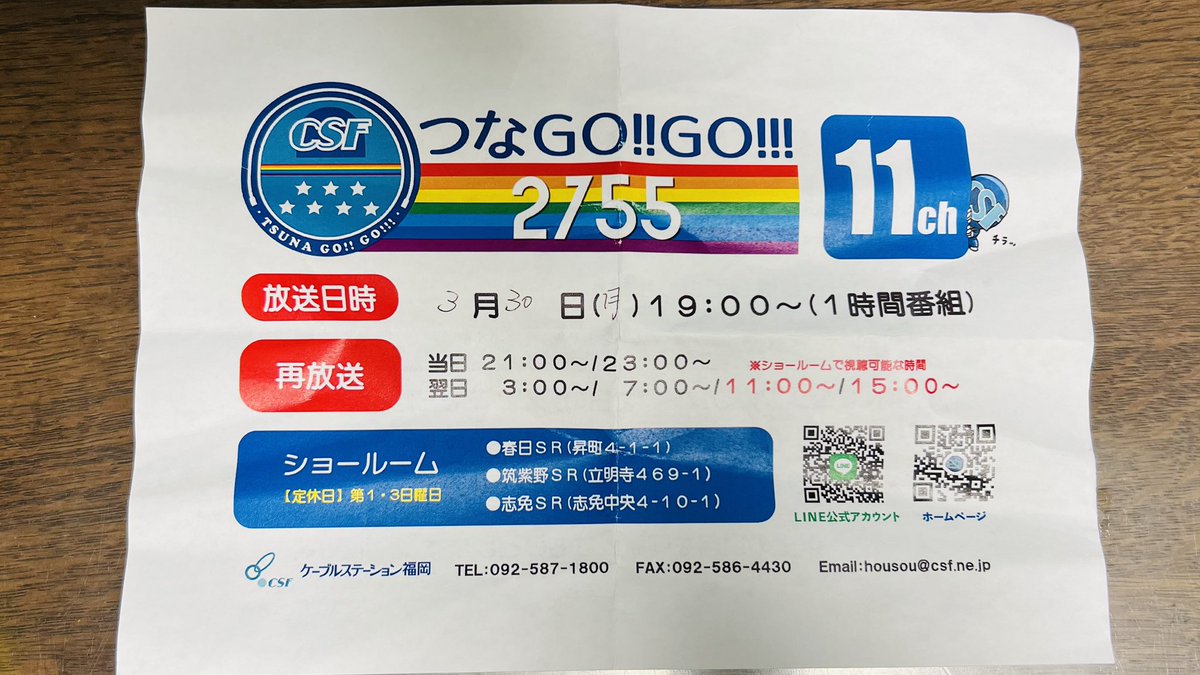 CSF
TSUNA GO!! GO!!!
つなGO!!GO!!!
2755
11ch
CSF
チラッ
放送日時
3月30日(月)19:00〜(1時間番組)
再放送
当日 21:00〜/23:00〜
※ショールームで視聴可能な時間
翌日 3:00〜/ 7:00〜/11:00〜/15:00〜
ショールーム
【定休日】第1・3日曜日
●春日SR(昇町4-1-1)
●筑紫野SR(立明寺469-1)
●志免SR(志免中央4-10-1)
LINE
LINE公式アカウント
ホームページ
CSF
ケーブルステーション福岡 TEL:092-587-1800 FAX:092-586-4430 Email:housou@csf.ne.jp